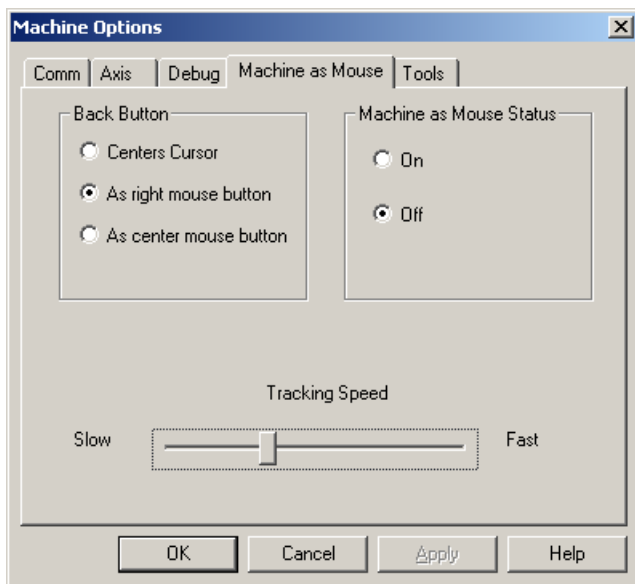 Machine Options
Comm Axis Debug Machine as Mouse Tools
Back Button
Centers Cursor
As right mouse button
As center mouse button
Machine as Mouse Status
On
Off
Tracking Speed
Slow
Fast
OK Cancel Apply Help